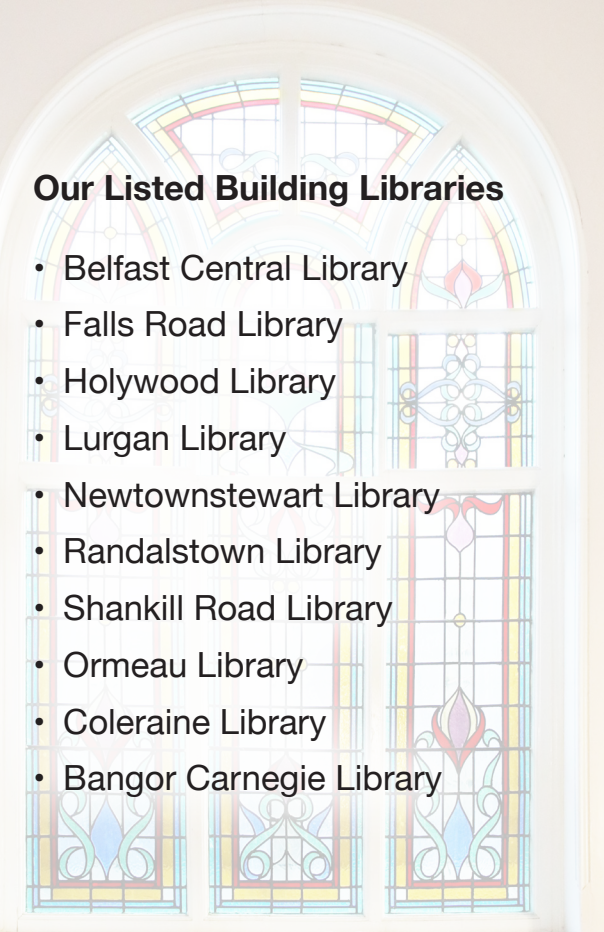 Our Listed Building Libraries
• Belfast Central Library
• Falls Road Library
• Holywood Library
• Lurgan Library
• Newtownstewart Library
• Randalstown Library
• Shankill Road Library
• Ormeau Library
• Coleraine Library
• Bangor Carnegie Library